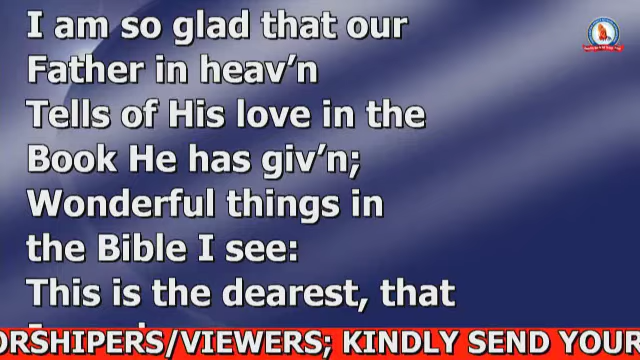 I am so glad that our
Father in heav’n
Tells of His love in the
Book He has giv’n;
Wonderful things in
the Bible I see:
This is the dearest, that
ORSHIPERS/VIEWERS; KINDLY SEND YOUR